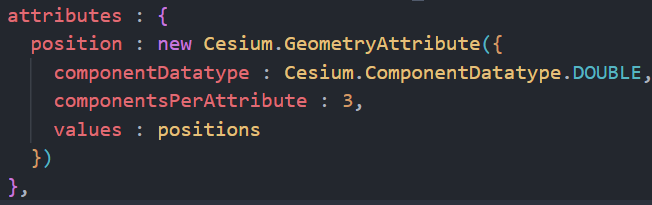 attributes : {
position : new Cesium.GeometryAttribute({
componentDatatype : Cesium.ComponentDatatype.DOUBLE,
componentsPerAttribute : 3,
values : positions
})
},